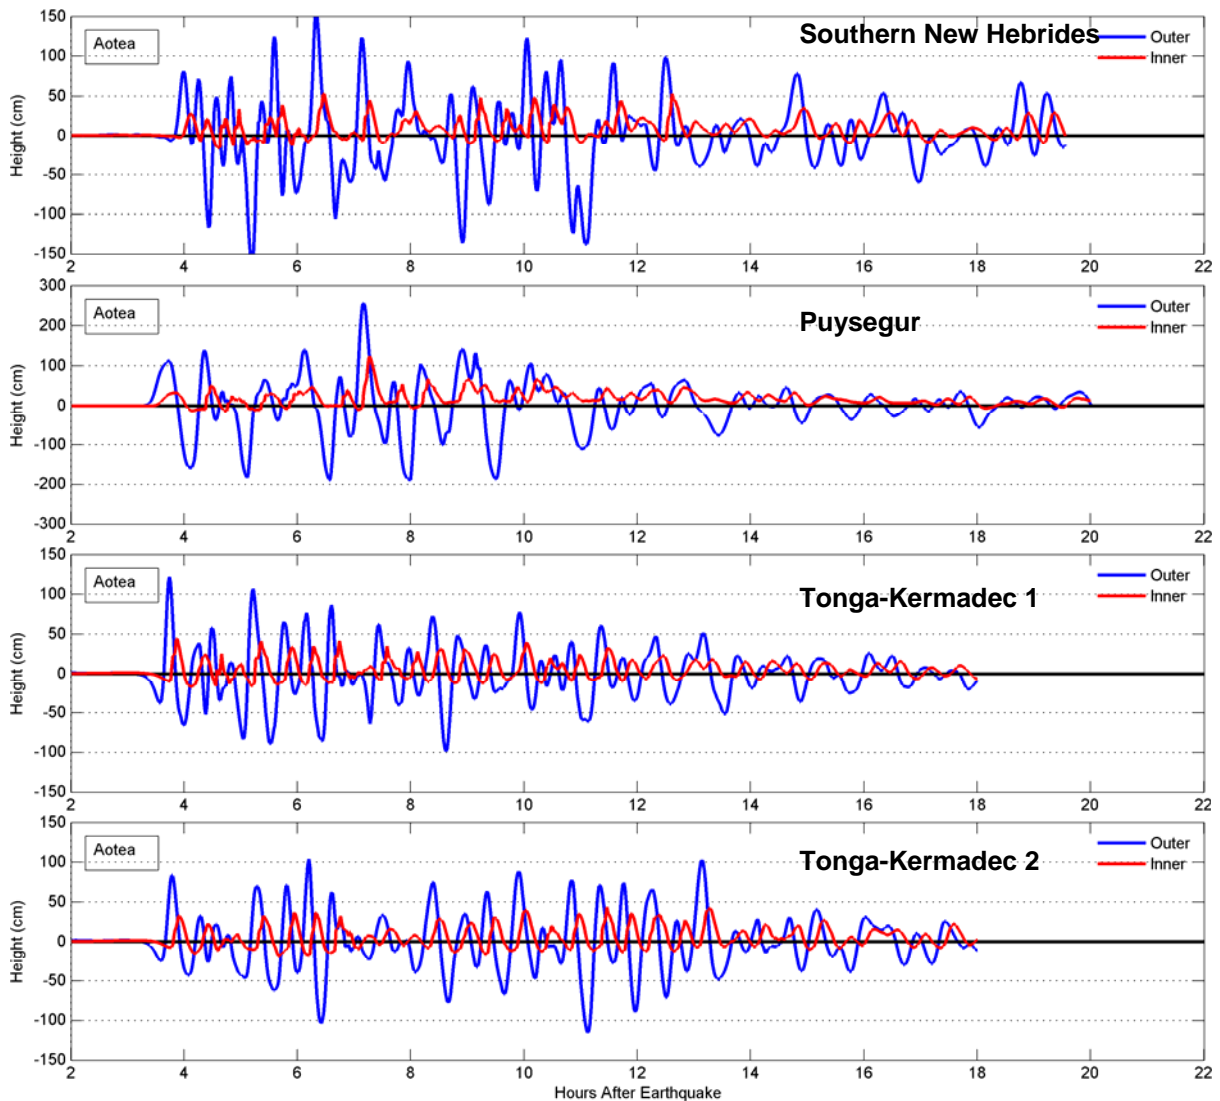 150
100
50
0
-50
-100
-150
Height (cm)
Aotea
Southern New Hebrides
Outer
Inner
2 4 6 8 10 12 14 16 18 20 22
300
200
100
0
-100
-200
-300
Height (cm)
Aotea
Puysegur
Outer
Inner
2 4 6 8 10 12 14 16 18 20 22
150
100
50
0
-50
-100
-150
Height (cm)
Aotea
Tonga-Kermadec 1
Outer
Inner
2 4 6 8 10 12 14 16 18 20 22
100
50
0
-50
-100
-150
Height (cm)
Aotea
Tonga-Kermadec 2
Outer
Inner
2 4 6 8 10 12 14 16 18 20 22
Hours After Earthquake